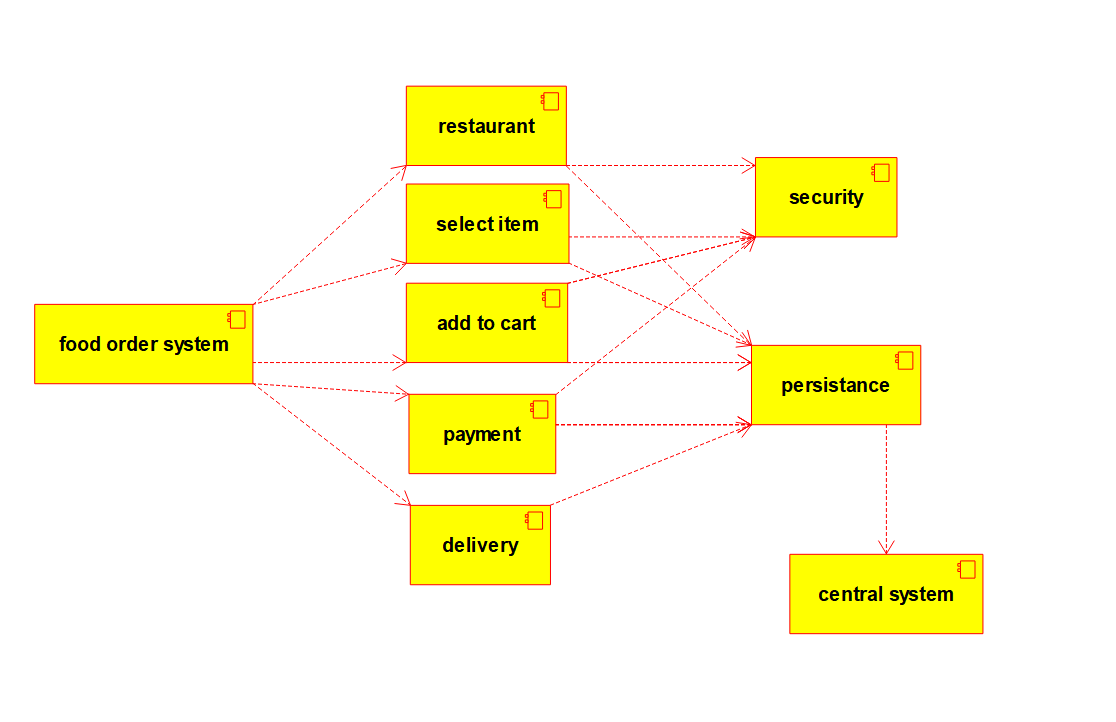 restaurant
select item
add to cart
payment
delivery
food order system
security
persistance
central system